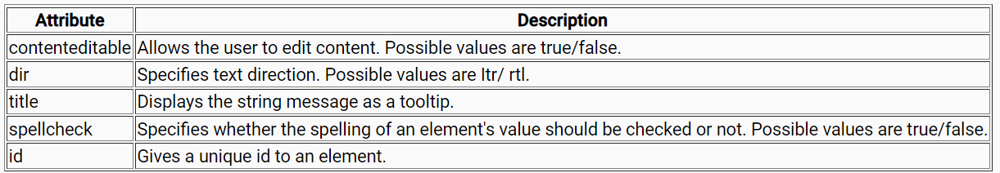 Attribute Description
contenteditable Allows the user to edit content. Possible values are true/false.
dir Specifies text direction. Possible values are ltr/ rtl.
title Displays the string message as a tooltip.
spellcheck Specifies whether the spelling of an element's value should be checked or not. Possible values are true/false.
id Gives a unique id to an element.